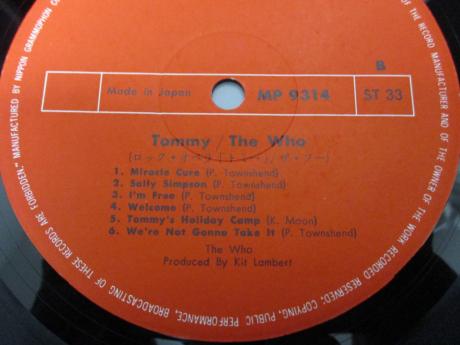 B
Made in Japan
MP 9314
ST 33
Tommy / The Who
(ロック・オペラ「トミー」/ザ・フー)
1. Miracle Cure (P. Townshend)
2. Sally Simpson (P. Townshend)
3. I'm Free (P. Townshend)
4. Welcome (P. Townshend)
5. Tommy's Holiday Camp (K. Moon)
6. We're Not Gonna Take It (P. Townshend)
The Who
Produced by Kit Lambert
OF THE RECORD MANUFACTURER AND OF THE OWNER OF THE WORK RECORDED RESERVED; COPYING, PUBLIC PERFORMANCE, BROADCASTING OF THESE RECORDS ARE FORBIDDEN." MANUFACTURED BY NIPPON GRAMMOPHON CO